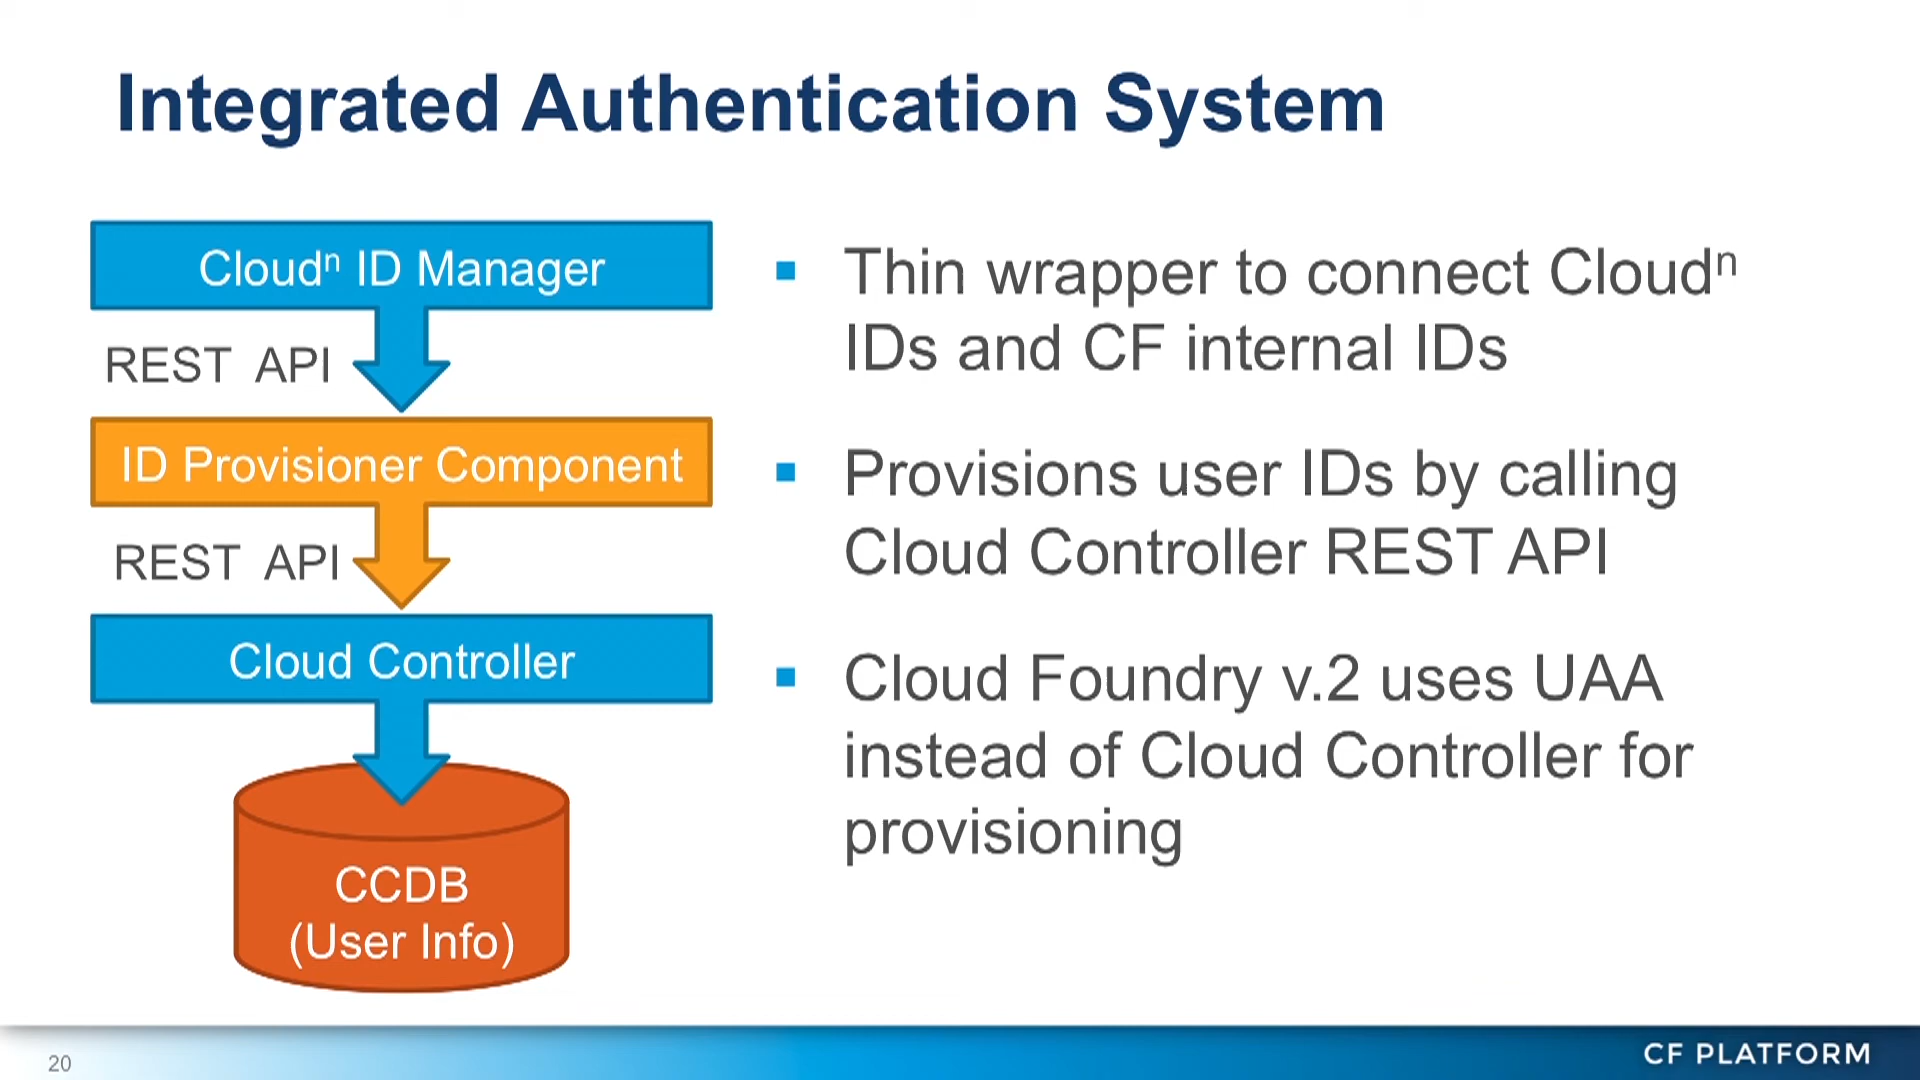 Integrated Authentication System
Cloudⁿ ID Manager
REST API
ID Provisioner Component
REST API
Cloud Controller
CCDB
(User Info)
▪ Thin wrapper to connect Cloudⁿ
IDs and CF internal IDs
▪ Provisions user IDs by calling
Cloud Controller REST API
▪ Cloud Foundry v.2 uses UAA
instead of Cloud Controller for
provisioning
20
CF PLATFORM